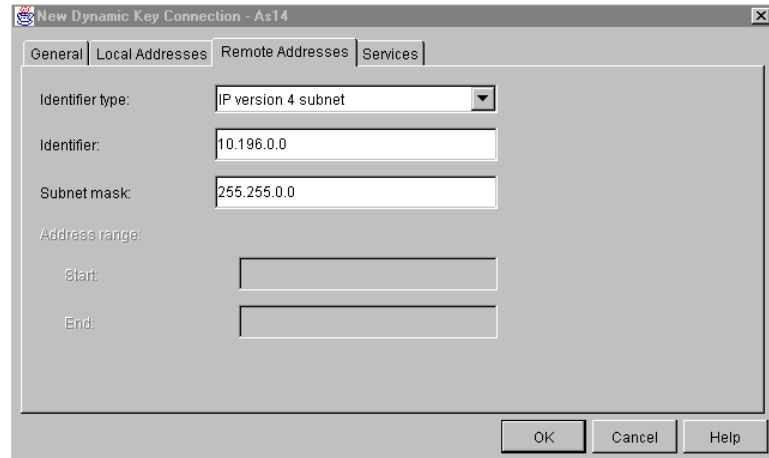 New Dynamic Key Connection - As14
General Local Addresses Remote Addresses Services
Identifier type: IP version 4 subnet
Identifier: 10.196.0.0
Subnet mask: 255.255.0.0
Address range:
Start:
End:
OK Cancel Help